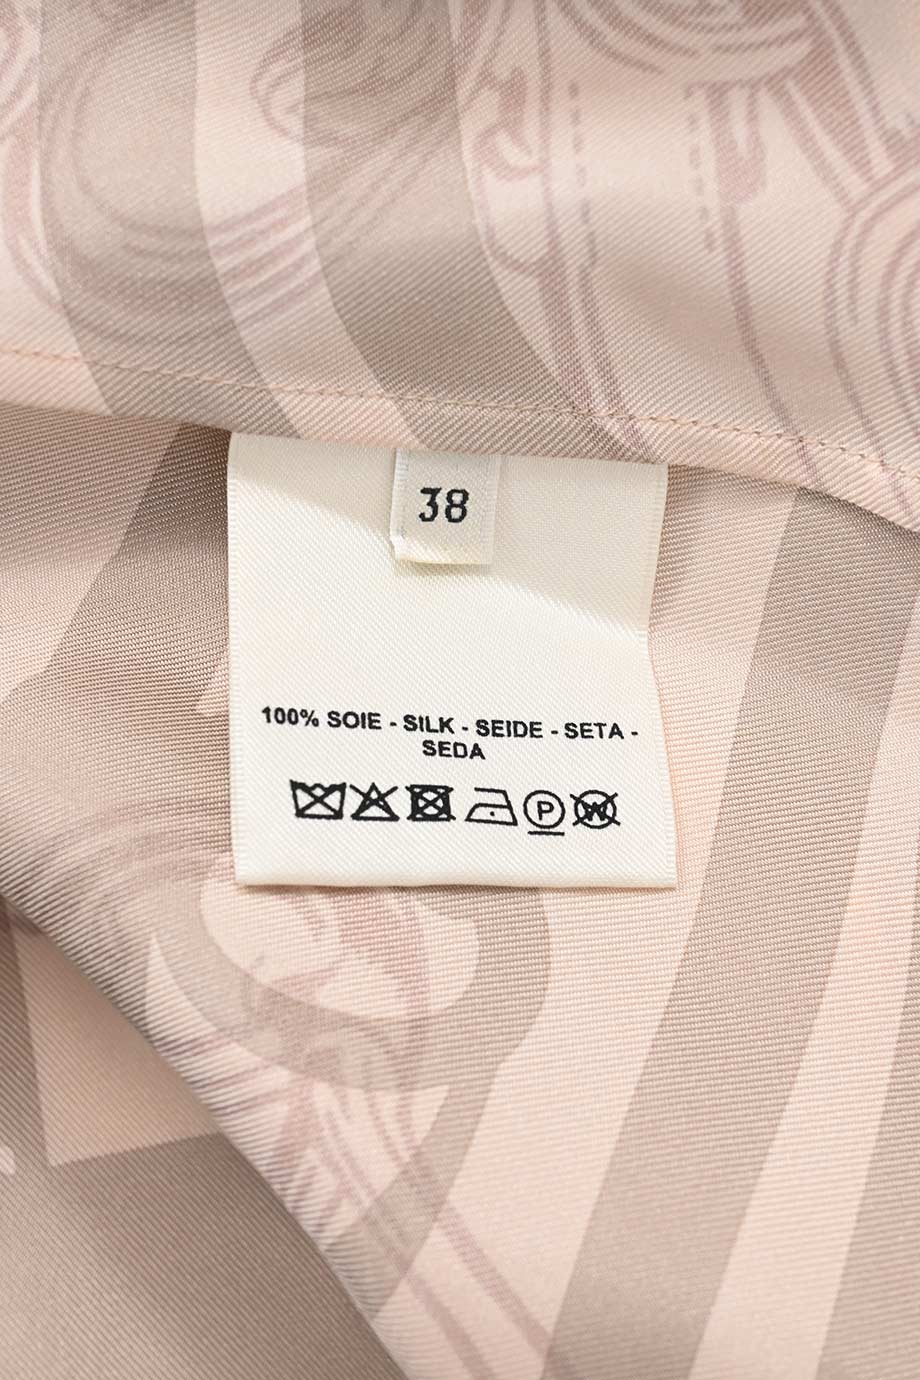 38
100% SOIE - SILK - SEIDE - SETA -
SEDA
P W